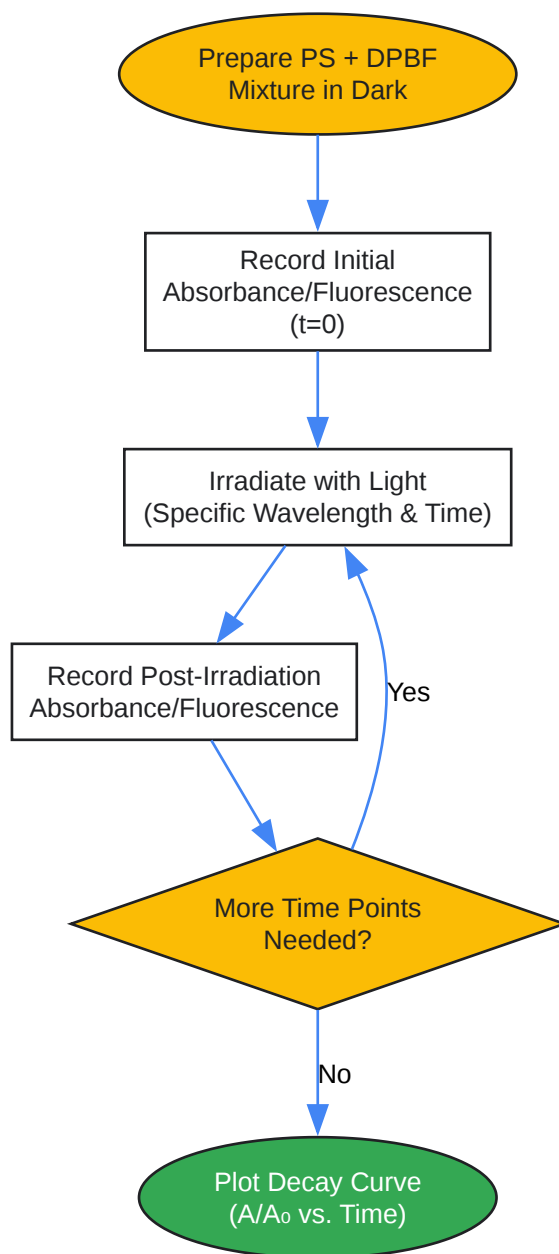 Prepare PS + DPBF
Mixture in Dark
Record Initial
Absorbance/Fluorescence
(t=0)
Irradiate with Light
(Specific Wavelength & Time)
Record Post-Irradiation
Absorbance/Fluorescence
Yes
More Time Points
Needed?
No
Plot Decay Curve
(A/A₀ vs. Time)